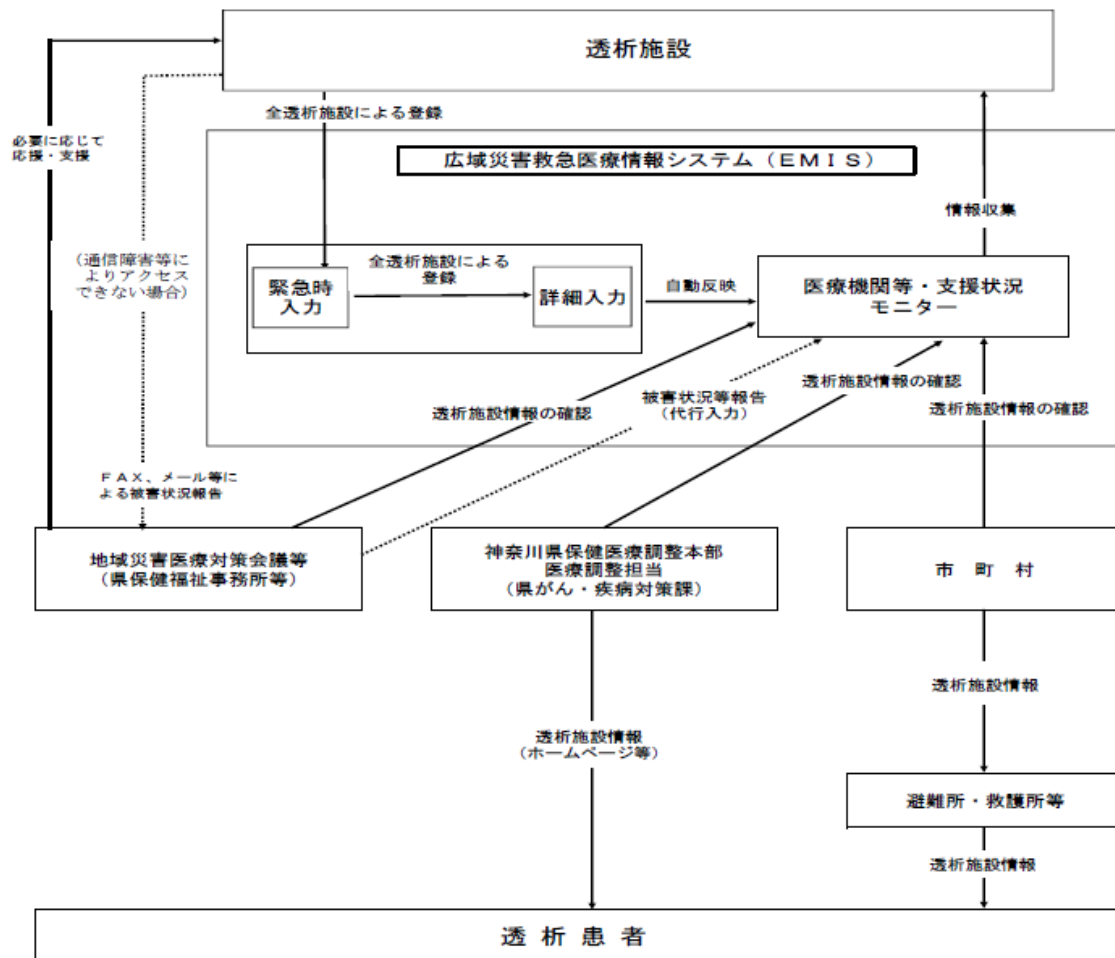 透析施設
全透析施設による登録
必要に応じて
応援・支援
広域災害救急医療情報システム（ＥＭＩＳ）
情報収集
（通信障害等に
よりアクセス
できない場合）
全透析施設による
登録
緊急時
入力
詳細入力
自動反映
医療機関等・支援状況
モニター
透析施設情報の確認
被害状況等報告
（代行入力）
透析施設情報の確認
透析施設情報の確認
ＦＡＸ、メール等に
よる被害状況報告
地域災害医療対策会議等
（県保健福祉事務所等）
神奈川県保健医療調整本部
医療調整担当
（県がん・疾病対策課）
市　町　村
透析施設情報
透析施設情報
（ホームページ等）
避難所・救護所等
透析施設情報
透 析 患 者